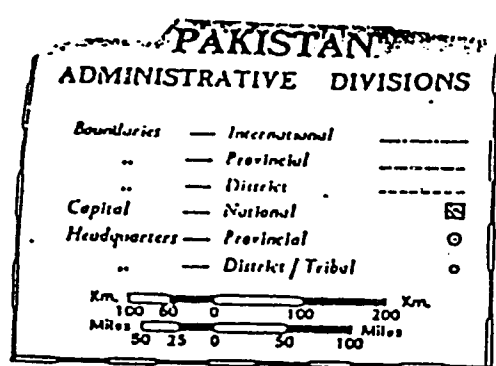 PAKISTAN
ADMINISTRATIVE DIVISIONS
Boundaries — International
„ — Provincial
„ — District
Capital — National
Headquarters — Provincial
„ — District / Tribal
Km. 100 50 0 100 200 Km.
Miles 50 25 0 50 100 Miles